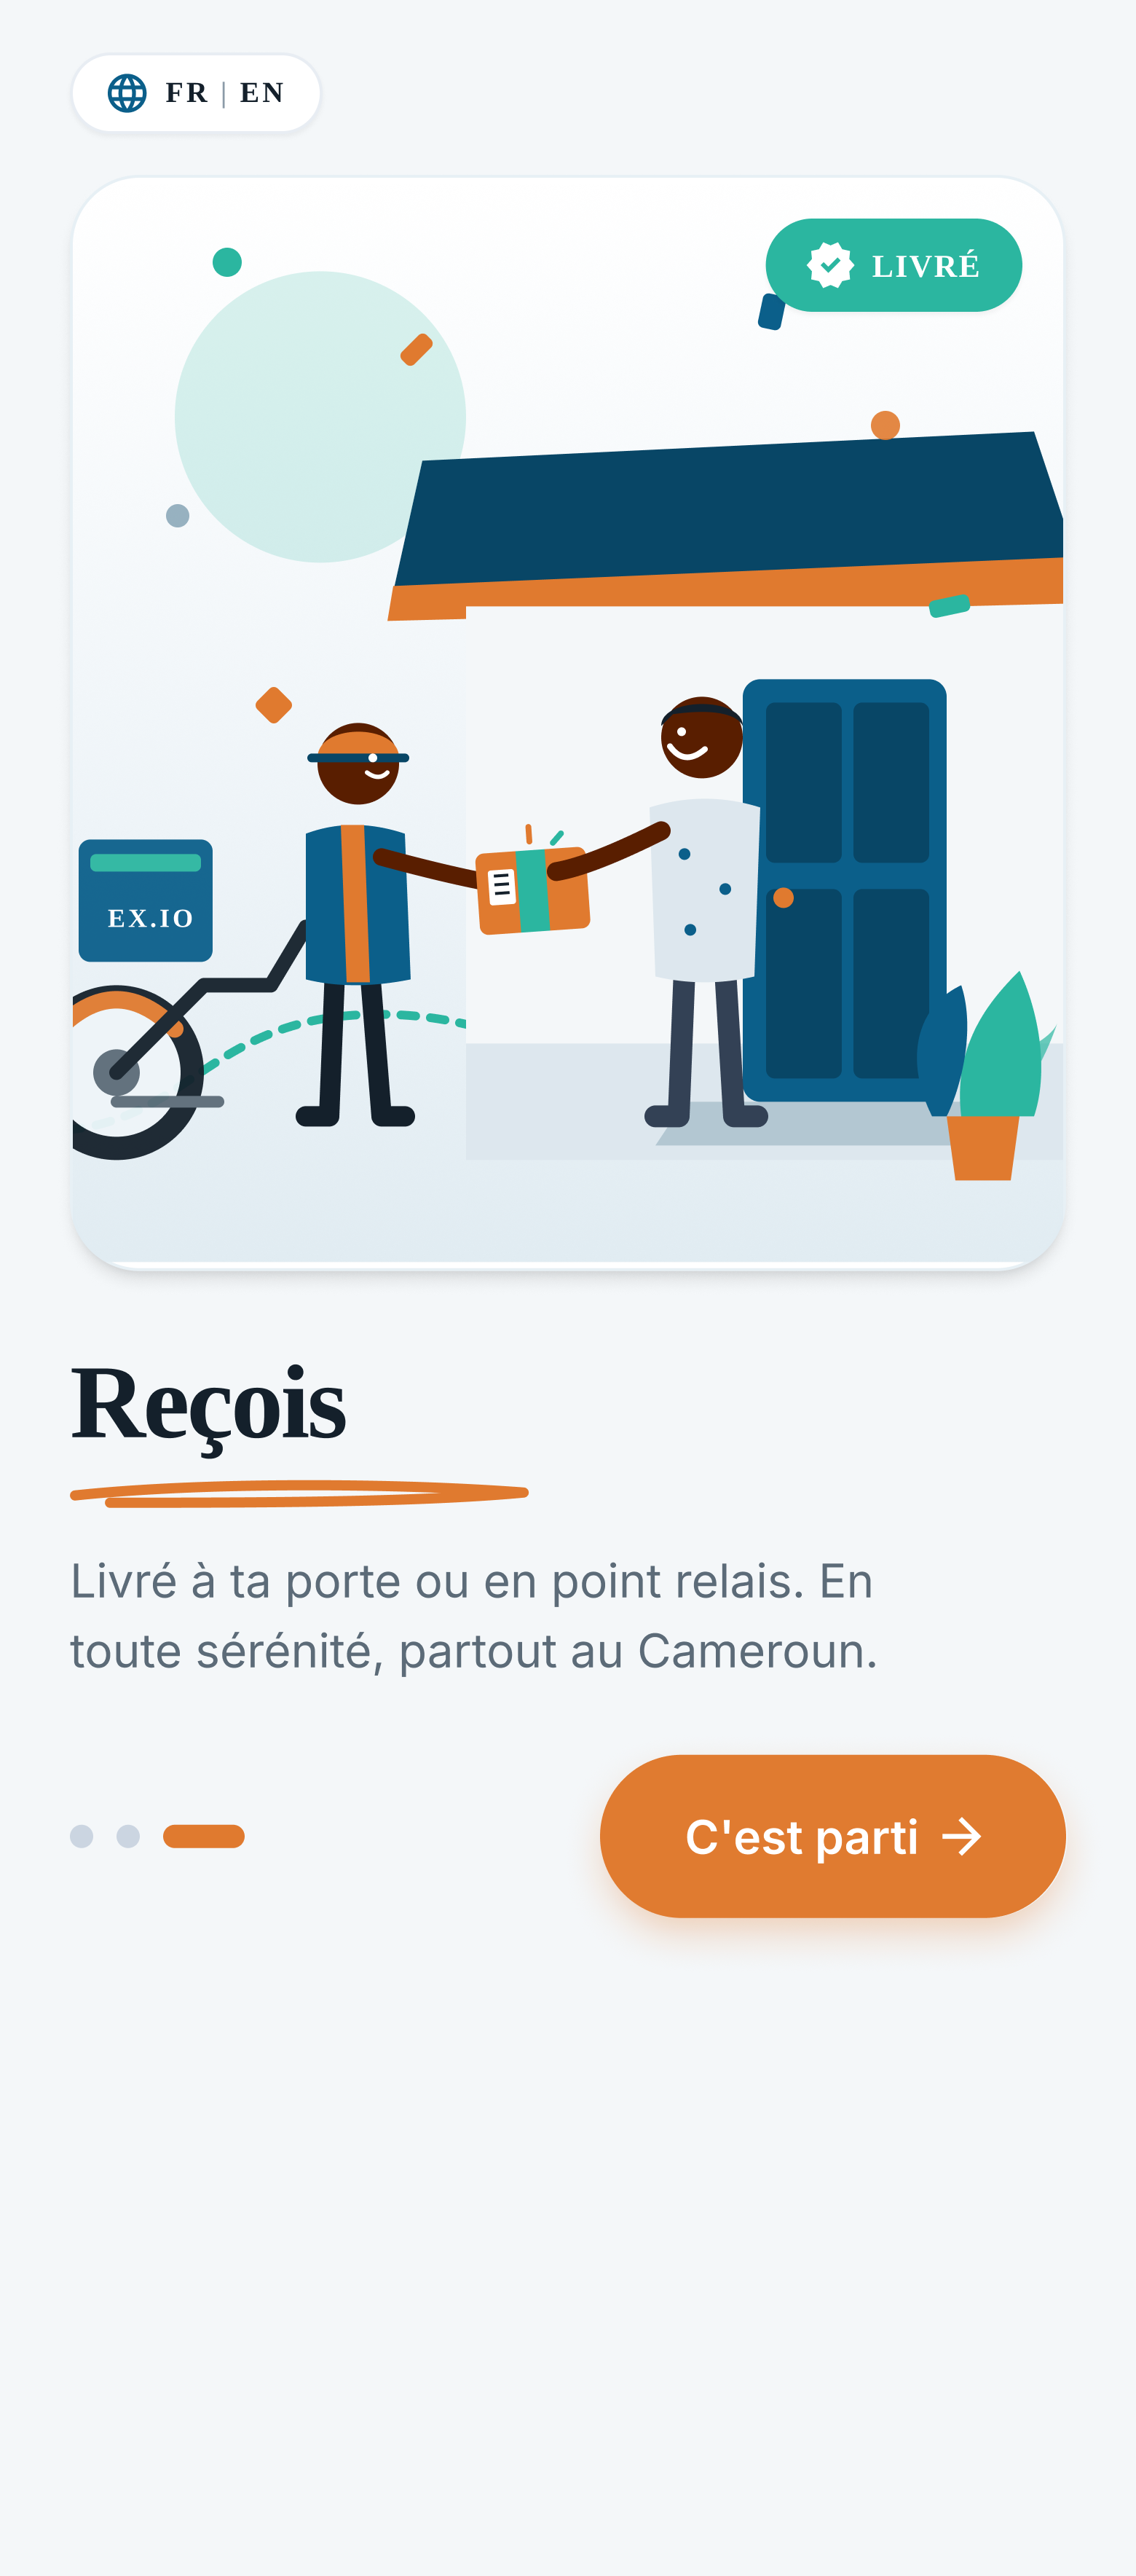 FR | EN
LIVRÉ
EX.IO
Reçois
Livré à ta porte ou en point relais. En
toute sérénité, partout au Cameroun.
C'est parti →